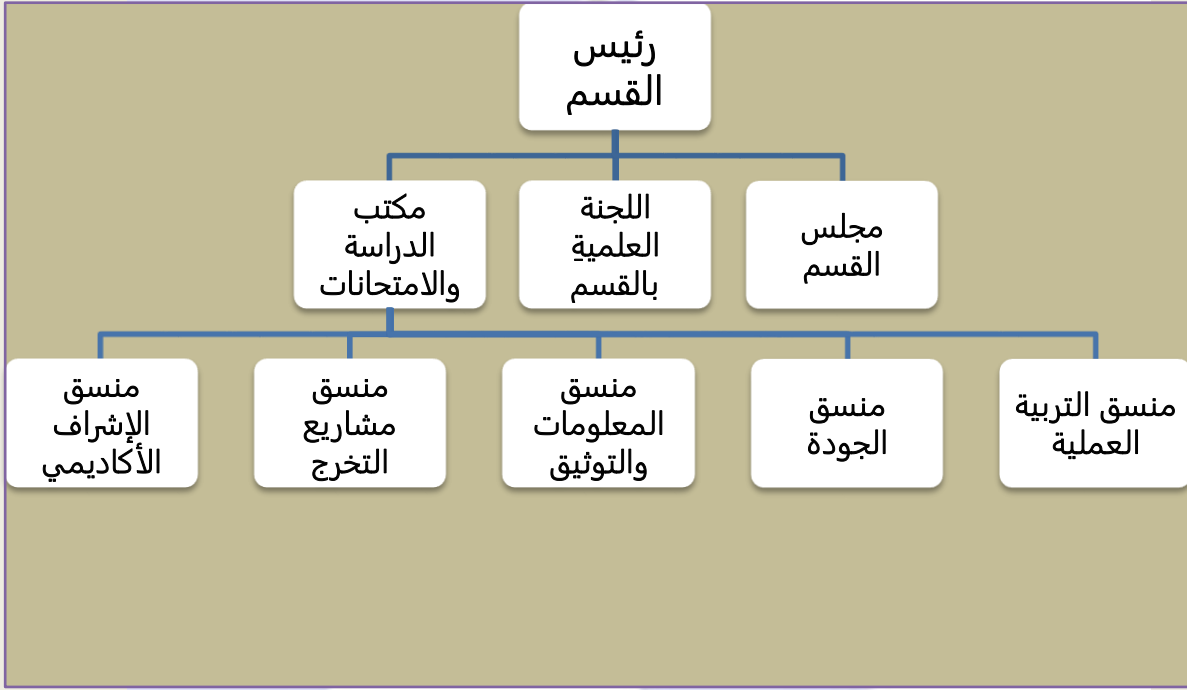 رئيس
القسم
مجلس
القسم
اللجنة
العلميةِ
بالقسم
مكتب
الدراسة
والامتحانات
منسق التربية
العملية
منسق
الجودة
منسق
المعلومات
والتوثيق
منسق
مشاريع
التخرج
منسق
الإشراف
الأكاديمي